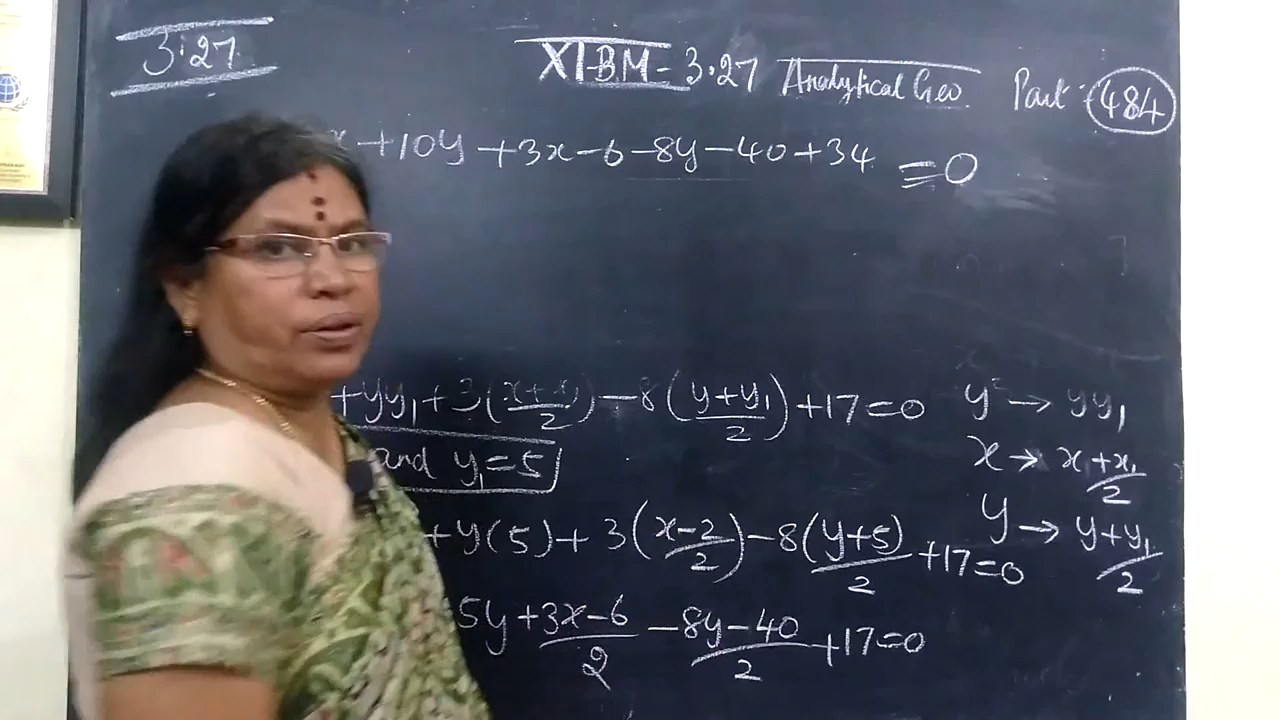 3:27
XI-BM-3.27 Analytical Geo. Part: 484
x+10y+3x-6-8y-40+34=0
+yy₁+3(x+x₁/2)-8(y+y₁/2)+17=0
and y₁=5
+y(5)+3(x-2/2)-8(y+5)/2+17=0
5y+3x-6/2-8y-40/2+17=0
y²→yy₁
x→x+x₁/2
y→y+y₁/2